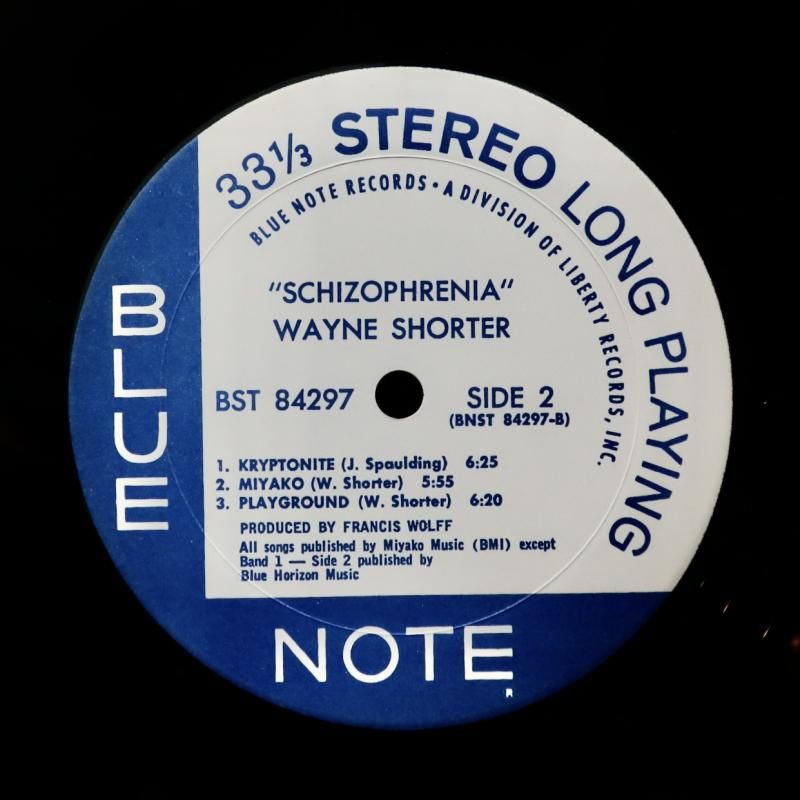 33⅓ STEREO LONG PLAYING
BLUE NOTE RECORDS • A DIVISION OF LIBERTY RECORDS, INC.
"SCHIZOPHRENIA"
WAYNE SHORTER
BST 84297
SIDE 2
(BNST 84297-B)
1. KRYPTONITE (J. Spaulding) 6:25
2. MIYAKO (W. Shorter) 5:55
3. PLAYGROUND (W. Shorter) 6:20
PRODUCED BY FRANCIS WOLFF
All songs published by Miyako Music (BMI) except
Band 1 — Side 2 published by
Blue Horizon Music
BLUE
NOTE